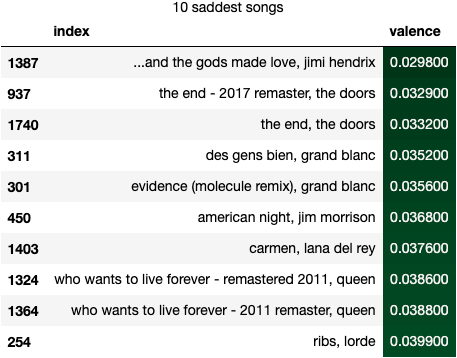 10 saddest songs
index valence
1387 ...and the gods made love, jimi hendrix 0.029800
937 the end - 2017 remaster, the doors 0.032900
1740 the end, the doors 0.033200
311 des gens bien, grand blanc 0.035200
301 evidence (molecule remix), grand blanc 0.035600
450 american night, jim morrison 0.036800
1403 carmen, lana del rey 0.037600
1324 who wants to live forever - remastered 2011, queen 0.038600
1364 who wants to live forever - 2011 remaster, queen 0.038800
254 ribs, lorde 0.039900